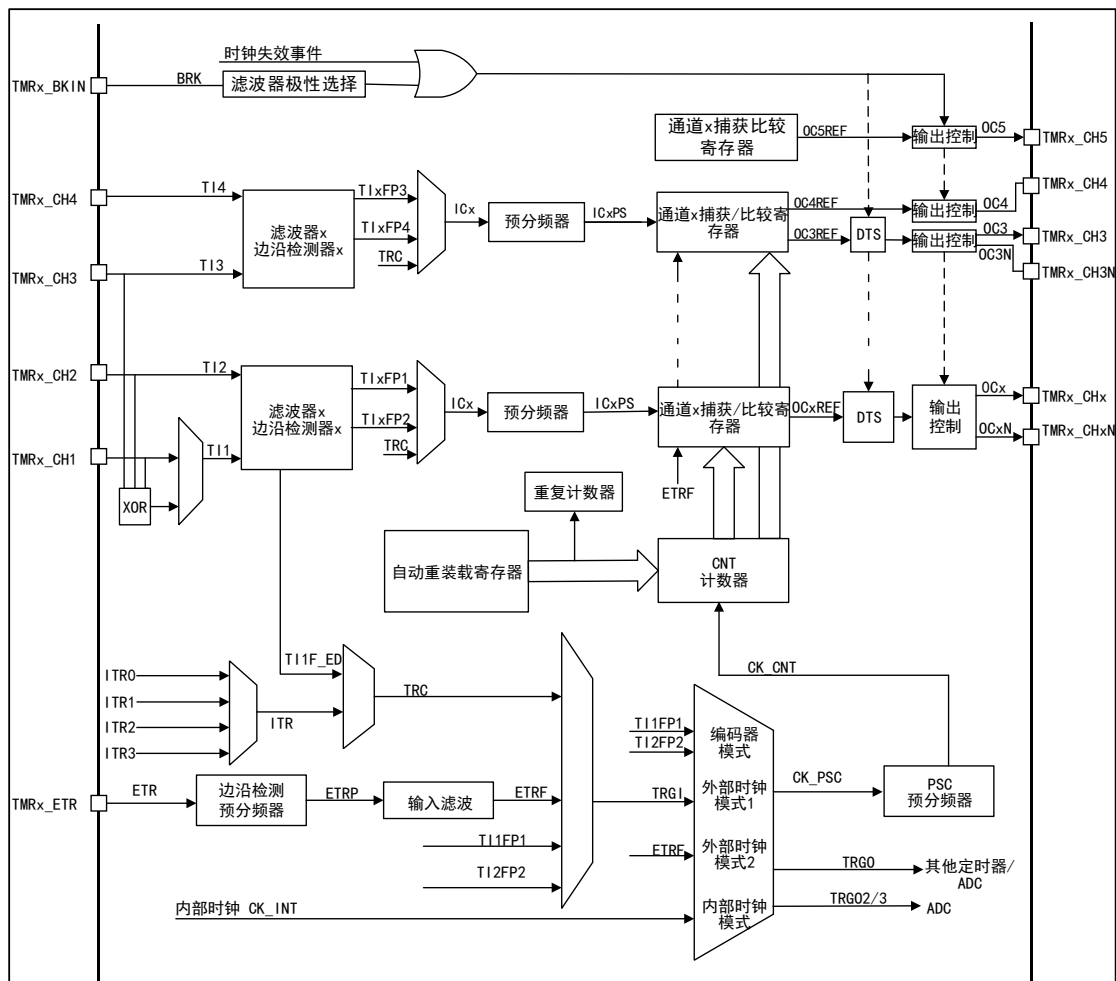 时钟失效事件
TMRx_BKIN
BRK
滤波器极性选择
通道x捕获比较
寄存器
OC5REF
输出控制
OC5
TMRx_CH5
TMRx_CH4
TI4
滤波器x
边沿检测器x
TIxFP3
TIxFP4
TRC
ICx
预分频器
ICxPS
通道x捕获/比较寄
存器
OC4REF
OC3REF
DTS
输出控制
OC4
TMRx_CH4
输出控制
OC3
OC3N
TMRx_CH3
TMRx_CH3N
TMRx_CH3
TI3
TMRx_CH2
TI2
滤波器x
边沿检测器x
TIxFP1
TIxFP2
TRC
ICx
预分频器
ICxPS
通道x捕获/比较寄
存器
OCxREF
DTS
输出
控制
OCx
OCxN
TMRx_CHx
TMRx_CHxN
TMRx_CH1
TI1
XOR
ETRF
重复计数器
自动重装载寄存器
CNT
计数器
TI1F_ED
CK_CNT
ITR0
ITR1
ITR2
ITR3
ITR
TRC
TI1FP1
TI2FP2
编码器
模式
外部时钟
模式1
外部时钟
模式2
内部时钟
模式
CK_PSC
PSC
预分频器
TMRx_ETR
ETR
边沿检测
预分频器
ETRP
输入滤波
ETRF
TRGI
TI1FP1
TI2FP2
ETRF
TRGO
其他定时器/
ADC
TRGO2/3
ADC
内部时钟 CK_INT